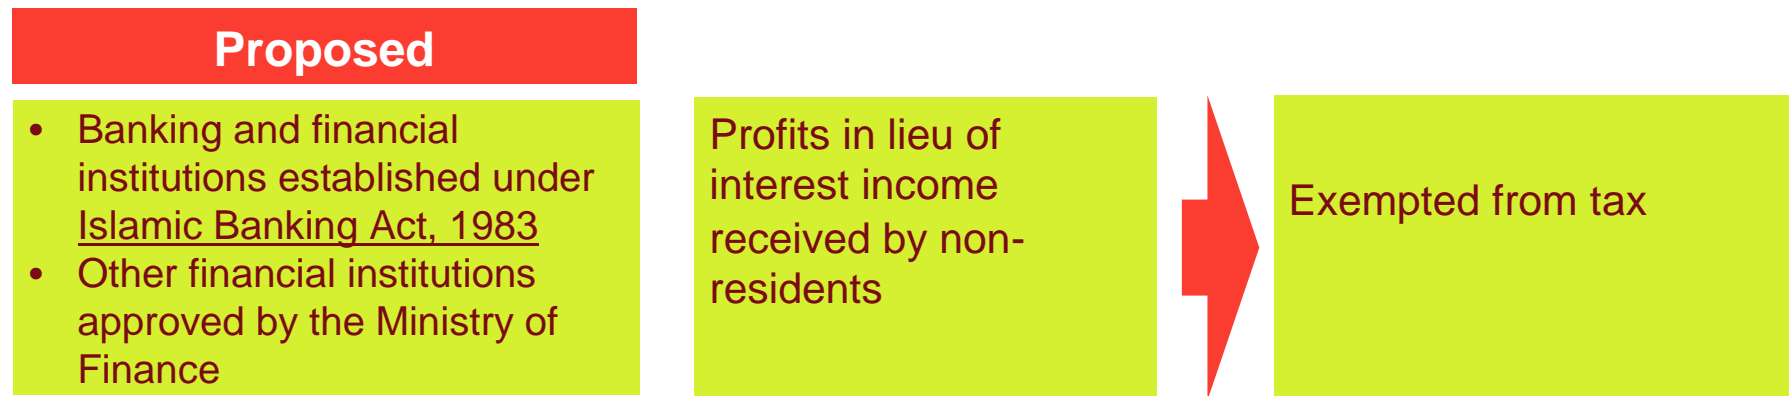 Proposed
• Banking and financial
institutions established under
Islamic Banking Act, 1983
• Other financial institutions
approved by the Ministry of
Finance
Profits in lieu of
interest income
received by non-
residents
Exempted from tax